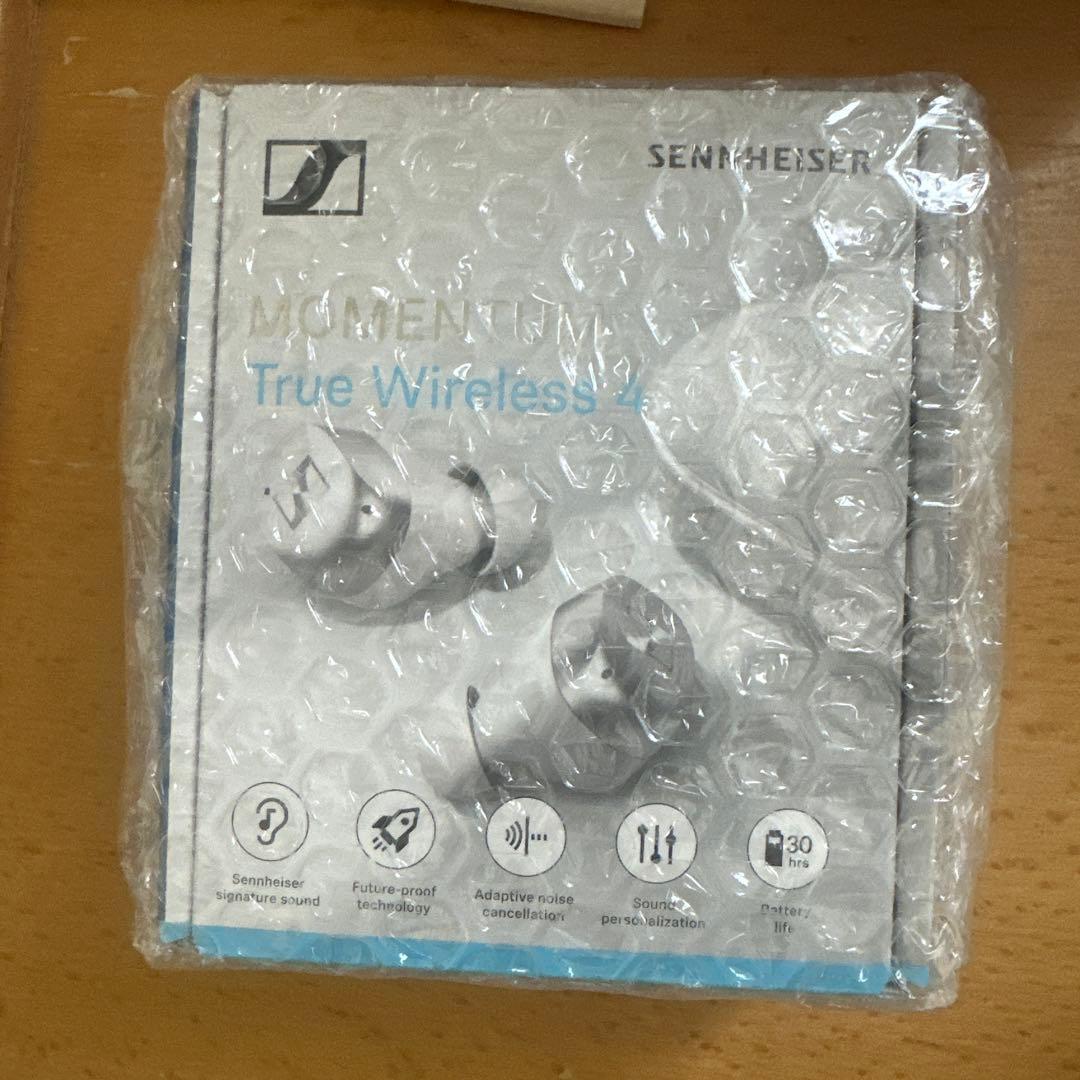 SENNHEISER
MOMENTUM
True Wireless 4
Sennheiser
signature sound
Future-proof
technology
Adaptive noise
cancellation
Sound
personalization
30
hrs
Battery
life